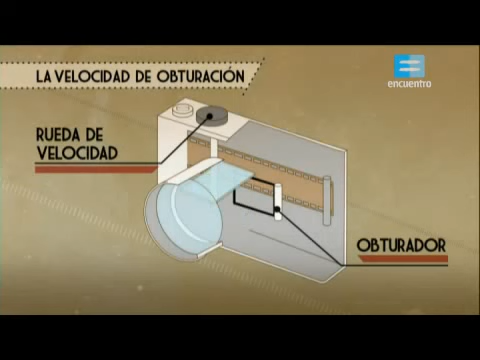 LA VELOCIDAD DE OBTURACIÓN
encuentro
RUEDA DE
VELOCIDAD
OBTURADOR